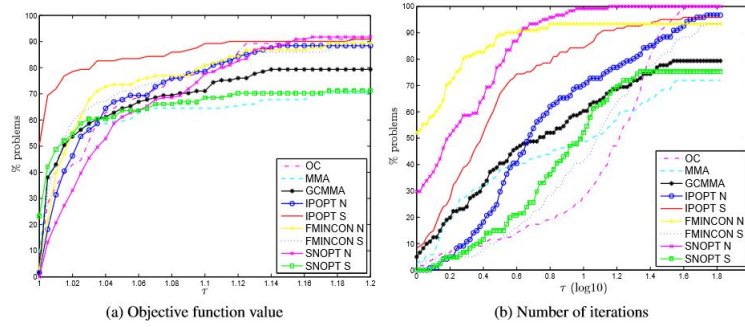 100
90
80
70
60
50
40
30
20
10
0
% problems
1
1.02
1.04
1.06
1.08
1.1
1.12
1.14
1.16
1.18
1.2
τ
OC
MMA
GCMMA
IPOPT N
IPOPT S
FMINCON N
FMINCON S
SNOPT N
SNOPT S
(a) Objective function value
100
90
80
70
60
50
40
30
20
10
0
% problems
0
0.2
0.4
0.6
0.8
1
1.2
1.4
1.6
1.8
τ (log10)
OC
MMA
GCMMA
IPOPT N
IPOPT S
FMINCON N
FMINCON S
SNOPT N
SNOPT S
(b) Number of iterations